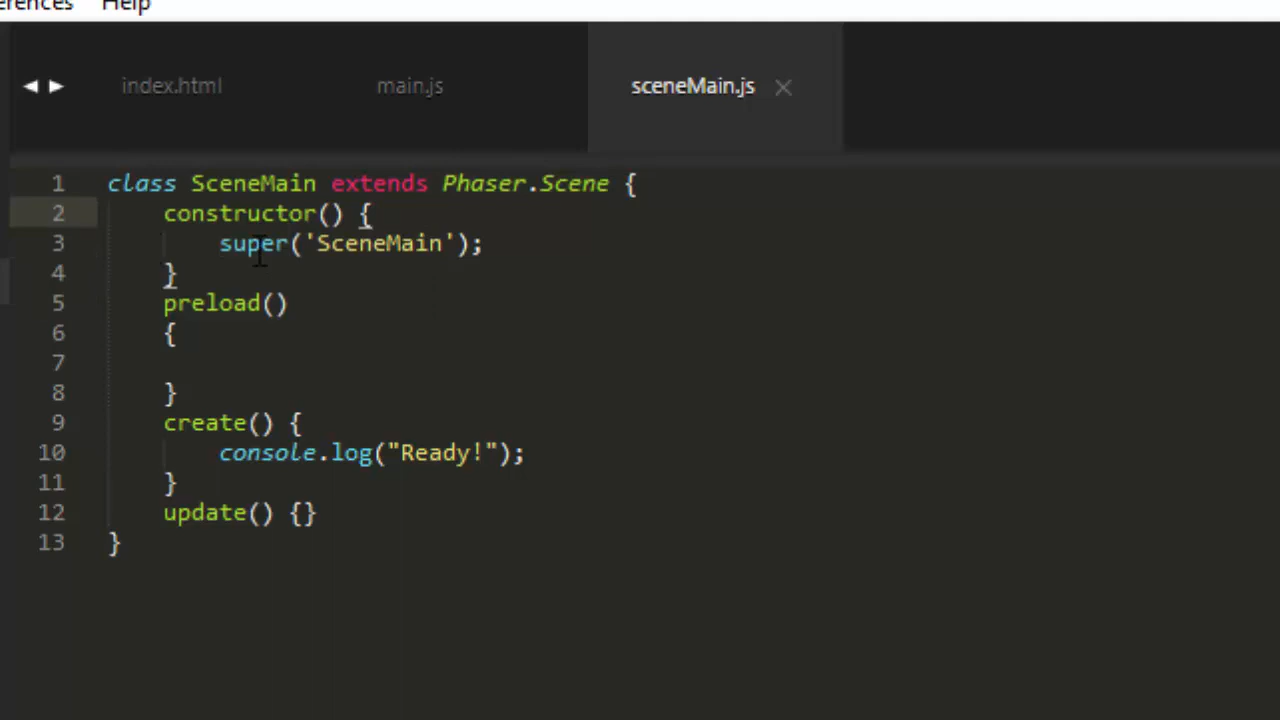 erences Help
index.html main.js sceneMain.js
1 class SceneMain extends Phaser.Scene {
2     constructor() {
3         super('SceneMain');
4     }
5     preload()
6     {
7
8     }
9     create() {
10         console.log("Ready!");
11     }
12     update() {}
13 }